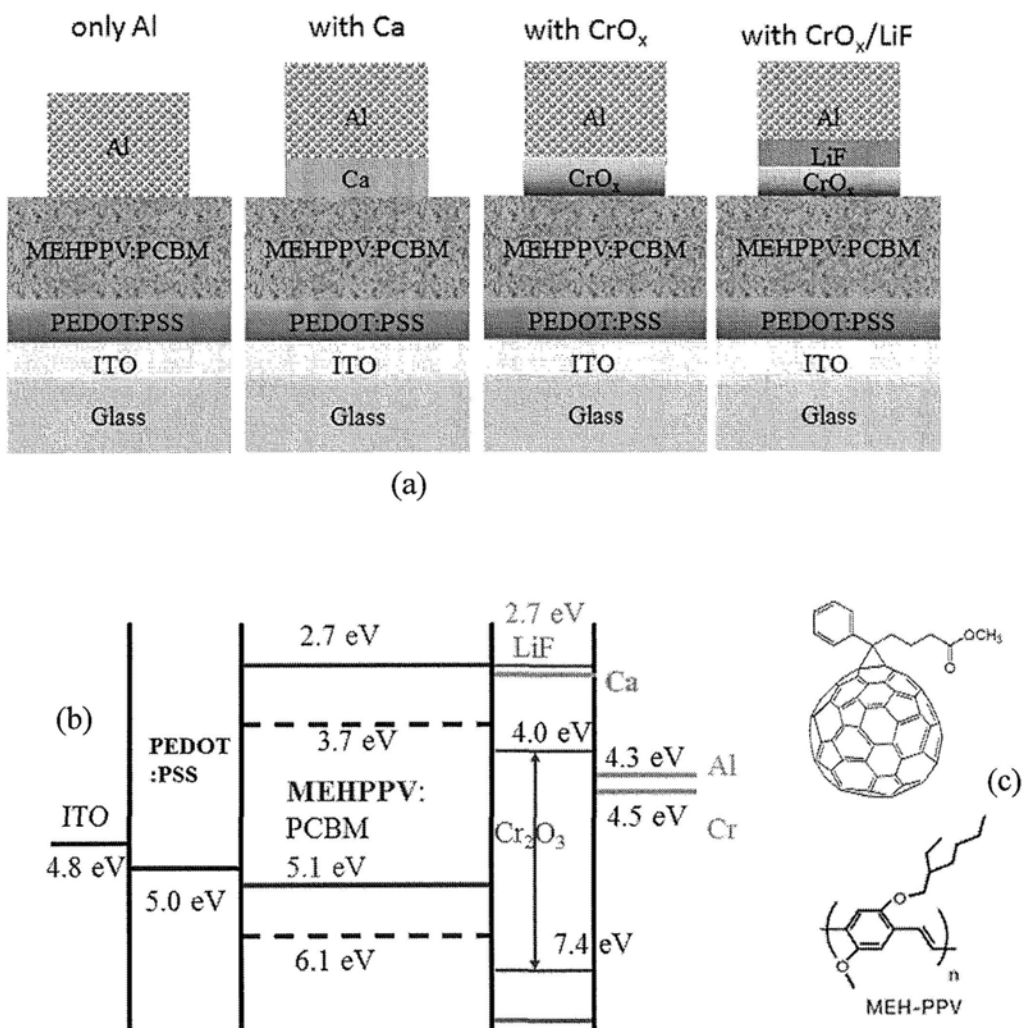 only Al
with Ca
with CrOₓ
with CrOₓ/LiF
Al
Al
Al
Al
Ca
CrOₓ
LiF
CrOₓ
MEHPPV:PCBM
MEHPPV:PCBM
MEHPPV:PCBM
MEHPPV:PCBM
PEDOT:PSS
PEDOT:PSS
PEDOT:PSS
PEDOT:PSS
ITO
ITO
ITO
ITO
Glass
Glass
Glass
Glass
(a)
(b)
ITO
4.8 eV
PEDOT
:PSS
5.0 eV
2.7 eV
3.7 eV
MEHPPV:
PCBM
5.1 eV
6.1 eV
2.7 eV
LiF
Ca
4.0 eV
Cr₂O₃
7.4 eV
4.3 eV
Al
4.5 eV
Cr
OCH₃
O
(c)
O
O
n
MEH-PPV